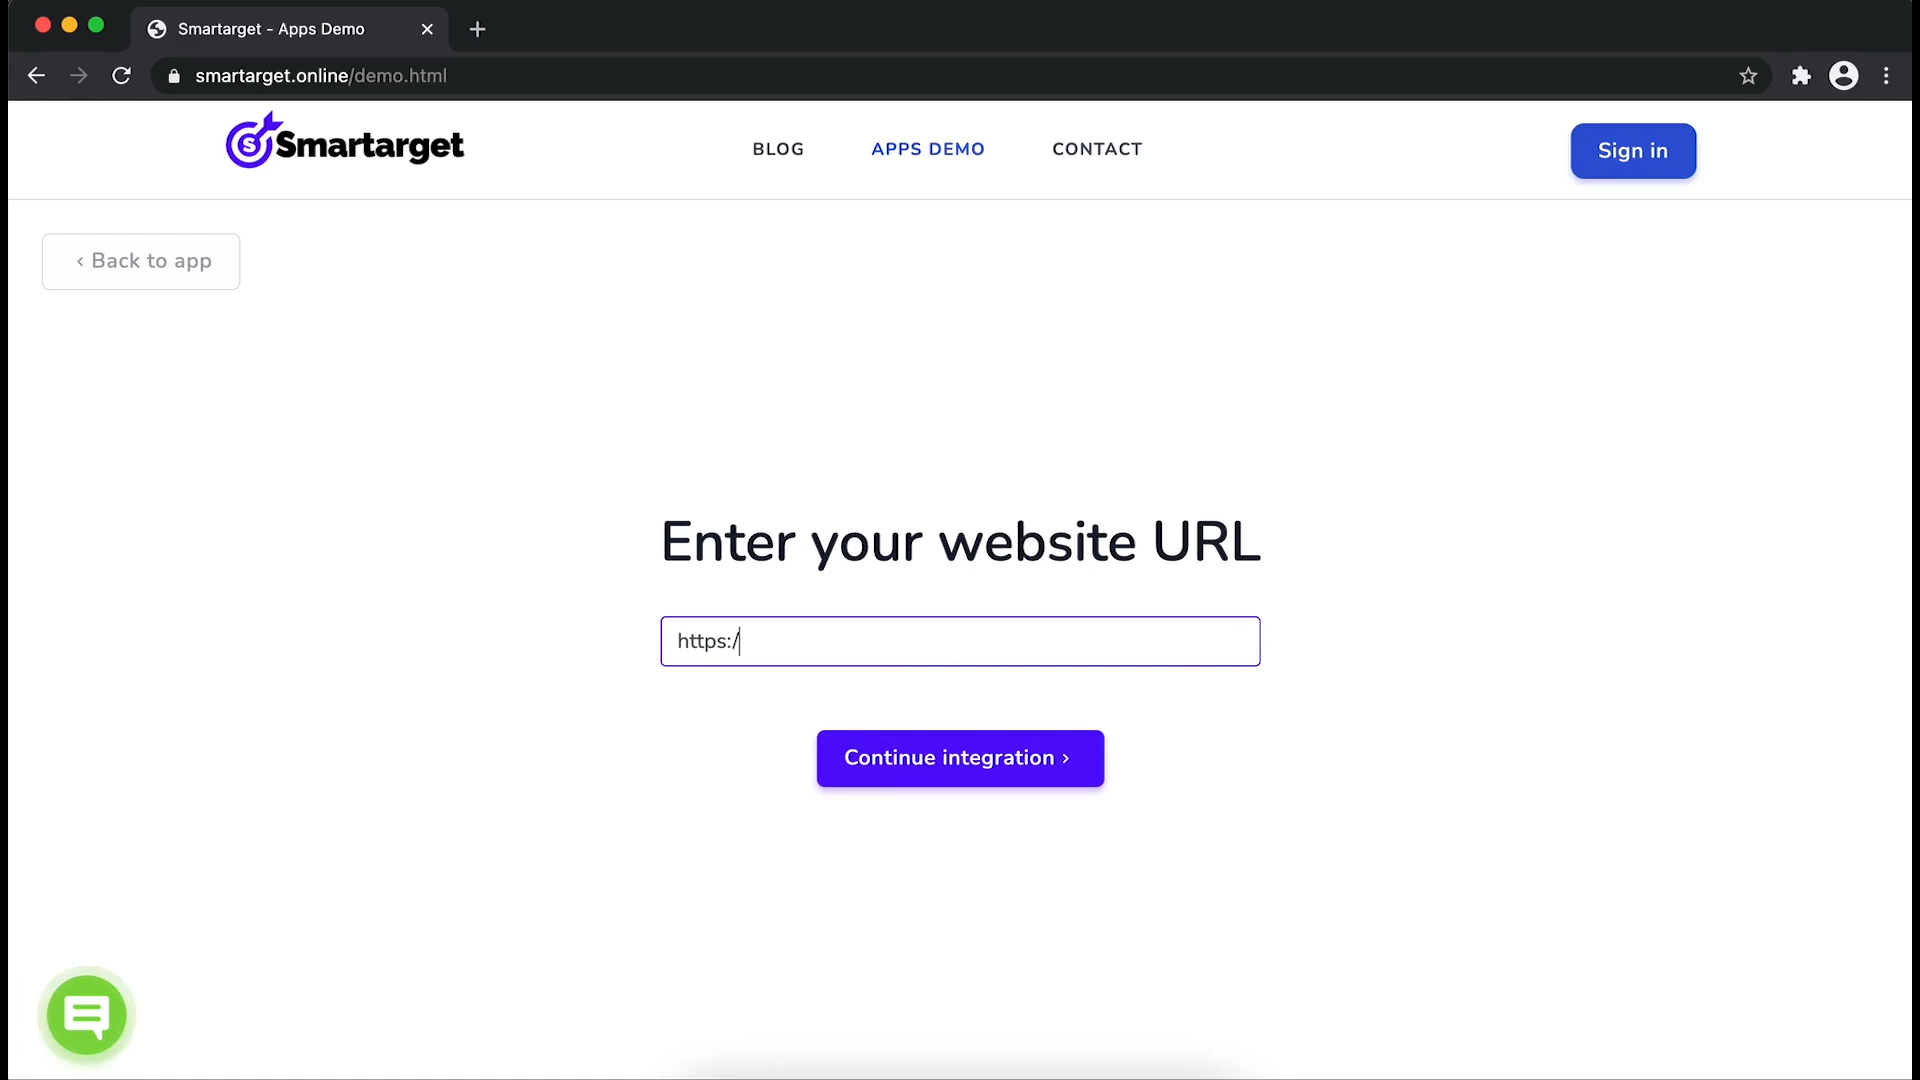 Smartarget - Apps Demo
smartarget.online/demo.html
Smartarget
BLOG
APPS DEMO
CONTACT
Sign in
‹ Back to app
Enter your website URL
https:/
Continue integration ›